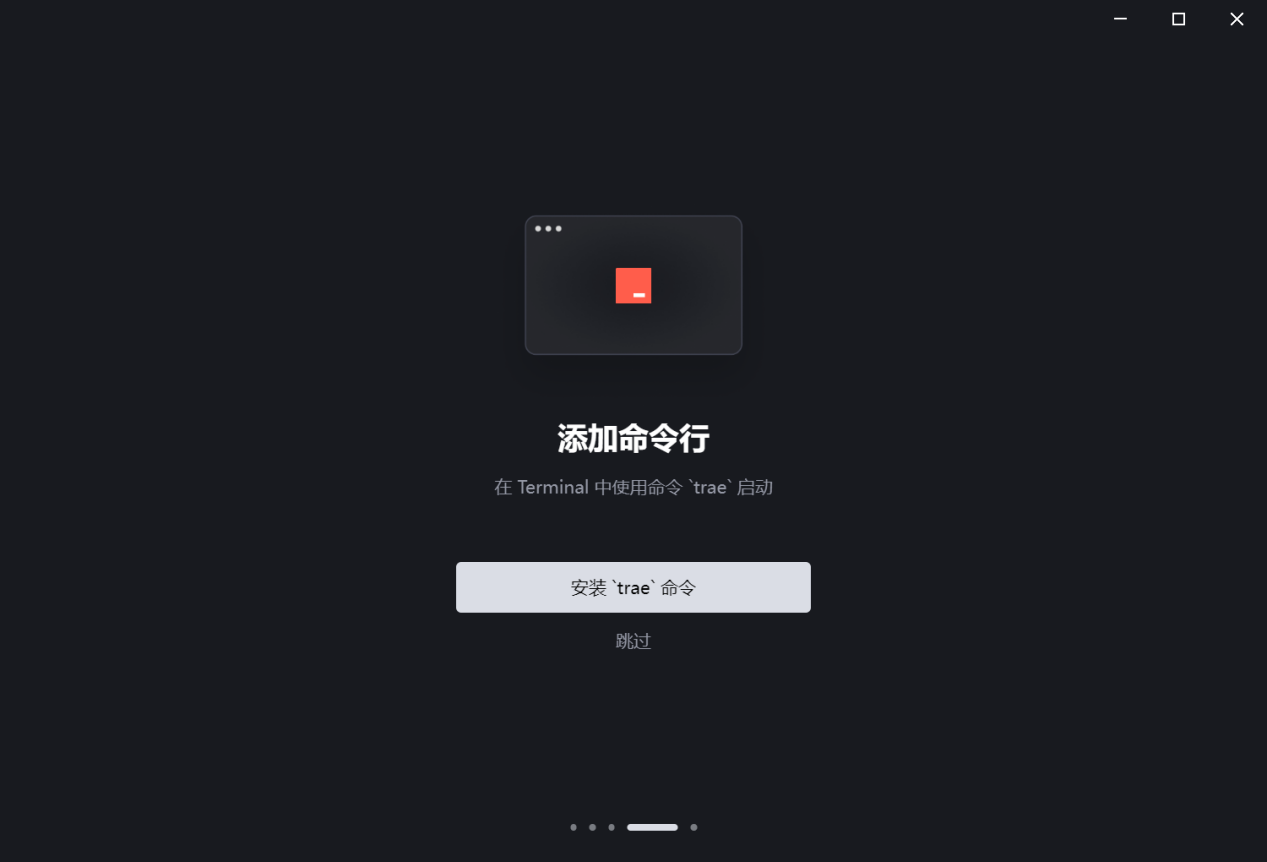 添加命令行
在 Terminal 中使用命令 `trae` 启动
安装 `trae` 命令
跳过